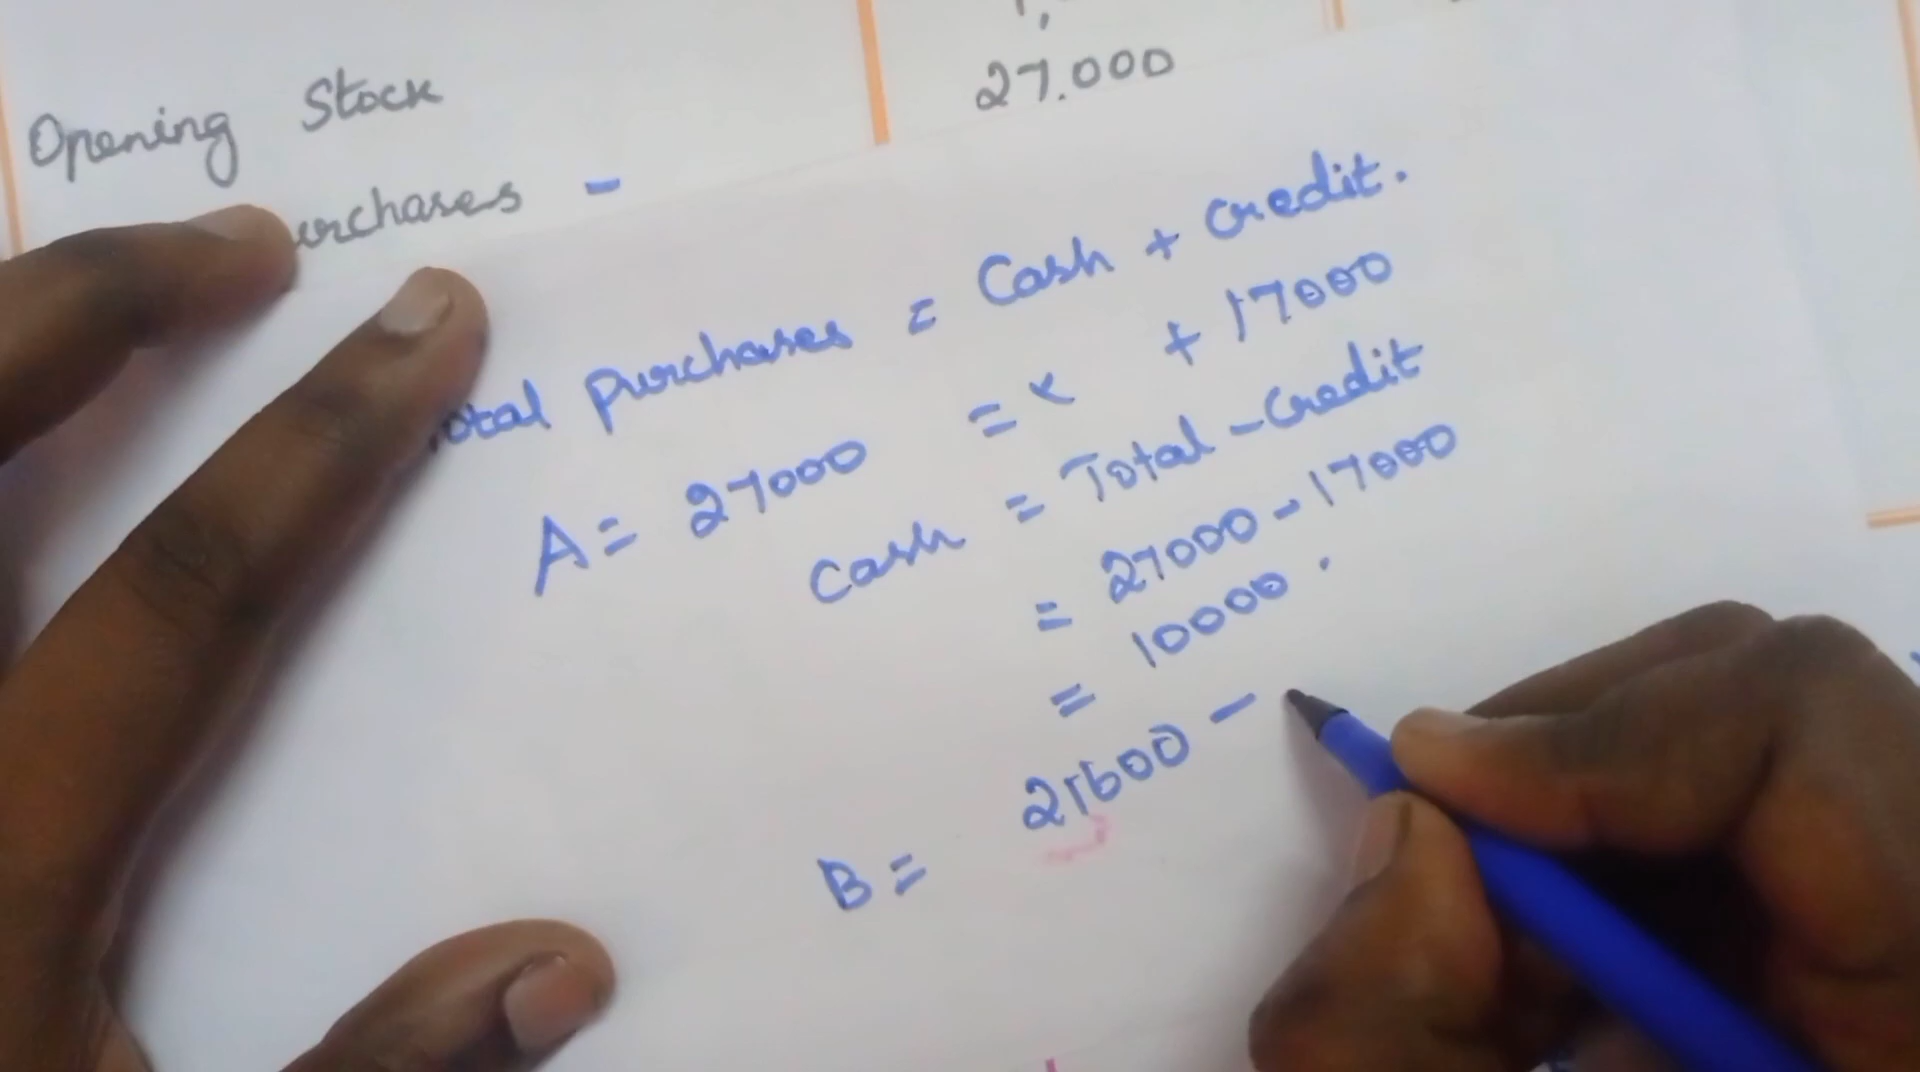 27.000
Opening Stock
urchases -
Total purchases = Cash + Credit.
A = 27000 = x + 17000
Cash = Total - Credit
= 27000 - 17000
= 10000.
B = 21600 -